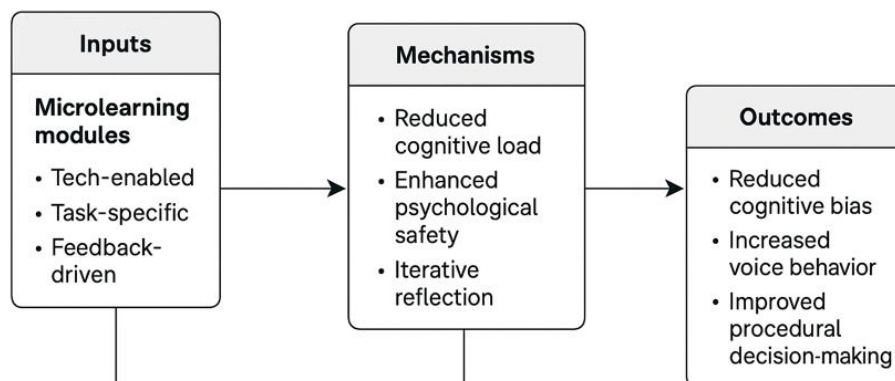 Inputs
Microlearning
modules
• Tech-enabled
• Task-specific
• Feedback-
driven
Mechanisms
• Reduced
cognitive load
• Enhanced
psychological
safety
• Iterative
reflection
Outcomes
• Reduced
cognitive bias
• Increased
voice behavior
• Improved
procedural
decision-making